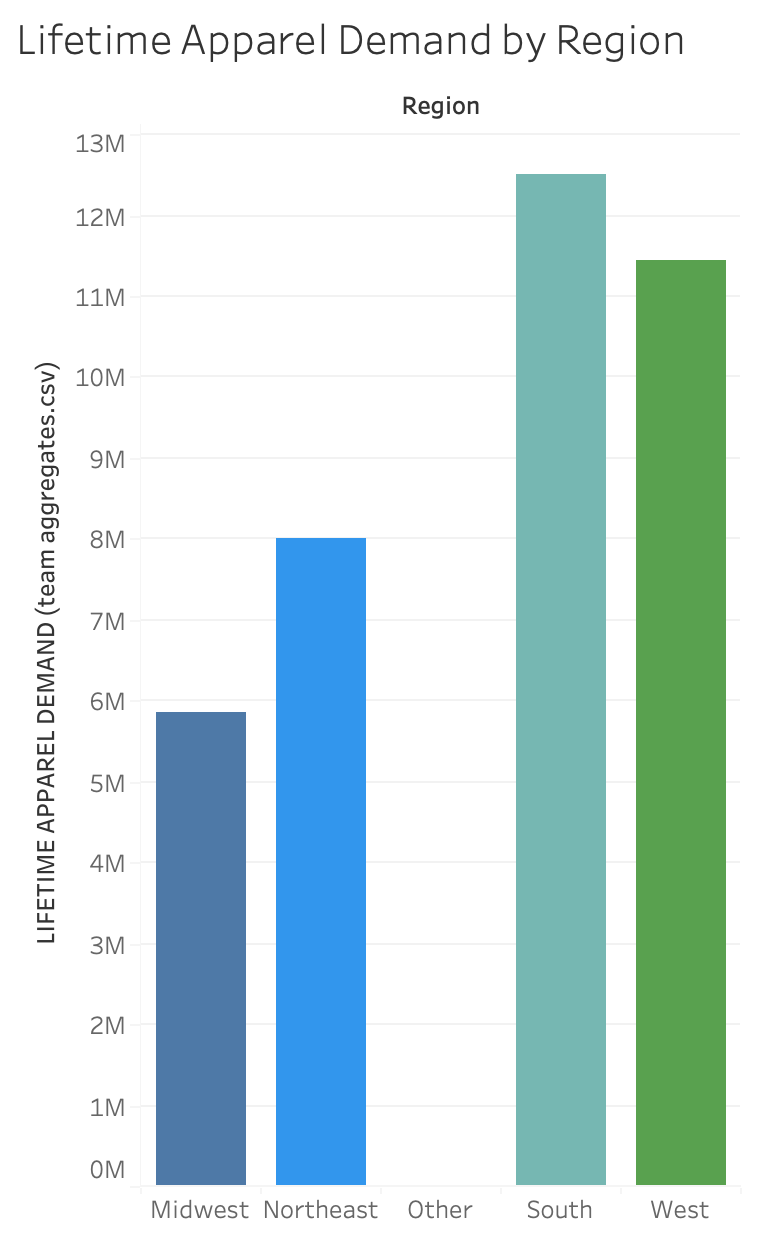 Lifetime Apparel Demand by Region
Region
LIFETIME APPAREL DEMAND (team aggregates.csv)
13M
12M
11M
10M
9M
8M
7M
6M
5M
4M
3M
2M
1M
0M
Midwest Northeast Other South West